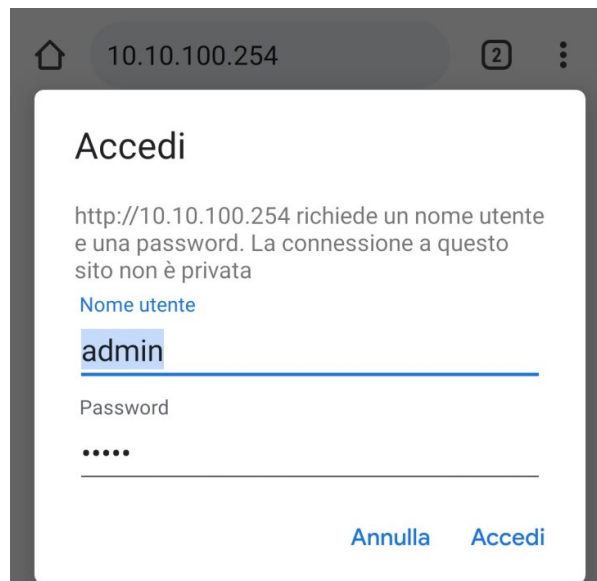 10.10.100.254
2
Accedi
http://10.10.100.254 richiede un nome utente
e una password. La connessione a questo
sito non è privata
Nome utente
admin
Password
•••••
Annulla
Accedi